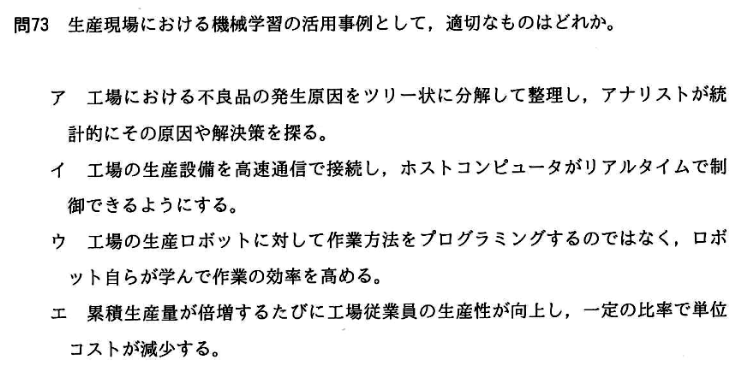 問73 生産現場における機械学習の活用事例として，適切なものはどれか。
ア 工場における不良品の発生原因をツリー状に分解して整理し，アナリストが統
計的にその原因や解決策を探る。
イ 工場の生産設備を高速通信で接続し，ホストコンピュータがリアルタイムで制
御できるようにする。
ウ 工場の生産ロボットに対して作業方法をプログラミングするのではなく，ロボ
ット自らが学んで作業の効率を高める。
エ 累積生産量が倍増するたびに工場従業員の生産性が向上し，一定の比率で単位
コストが減少する。